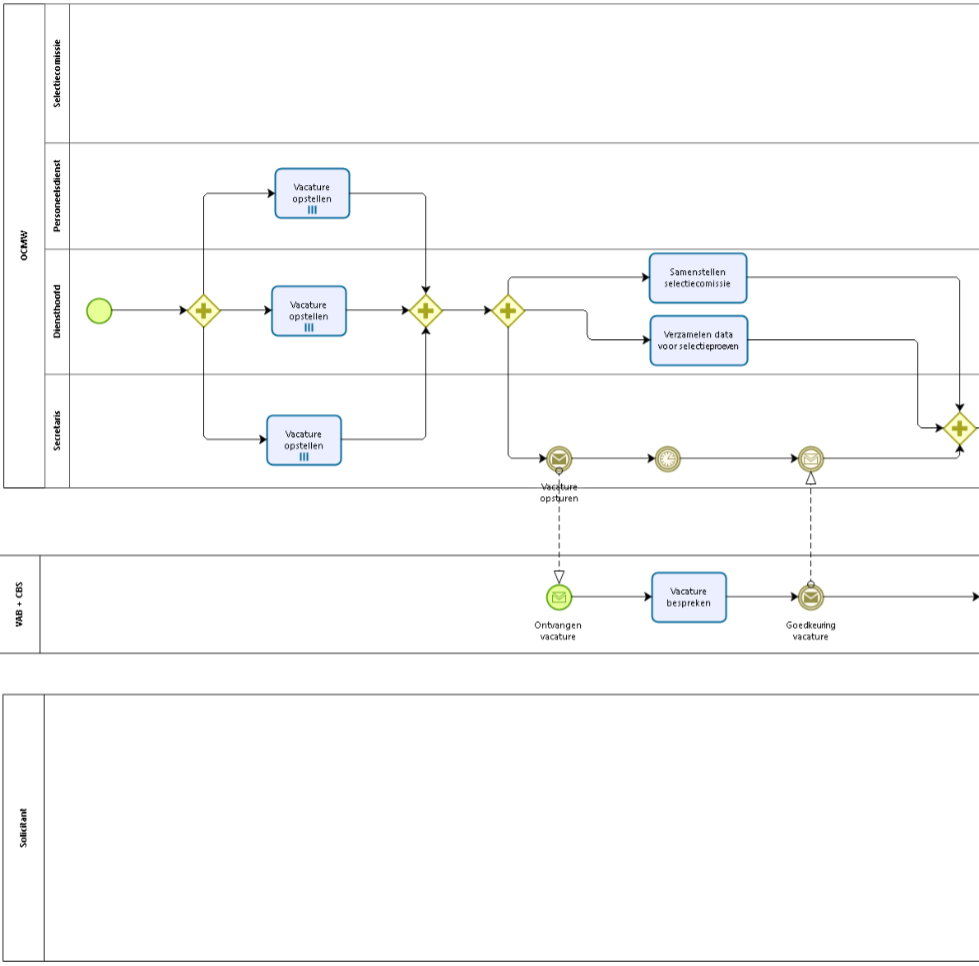 OCMW
Selectiecomissie
Personeelsdienst
Diensthoofd
Secretaris
Vacature
opstellen
Vacature
opstellen
Vacature
opstellen
Samenstellen
selectiecomissie
Verzamelen data
voor selectieproeven
Vacature
opsturen
VAB + CBS
Ontvangen
vacature
Vacature
bespreken
Goedkeuring
vacature
Solicitant